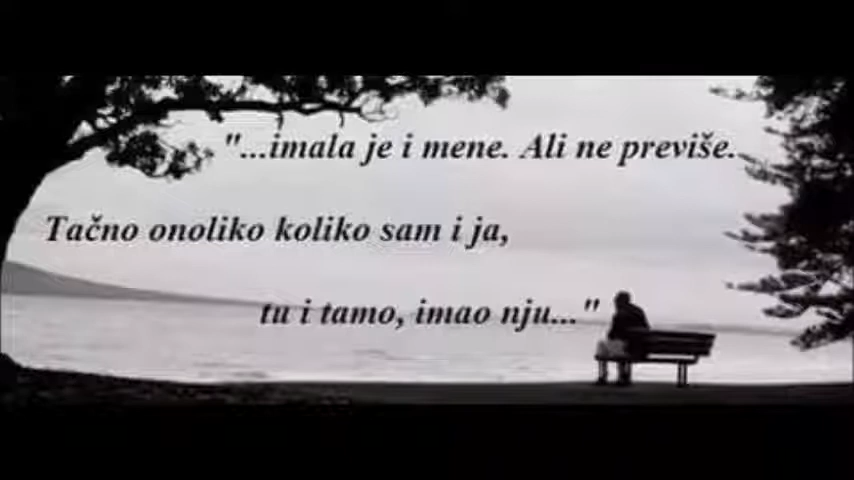 "...imala je i mene. Ali ne previše.
Tačno onoliko koliko sam i ja,
tu i tamo, imao nju..."